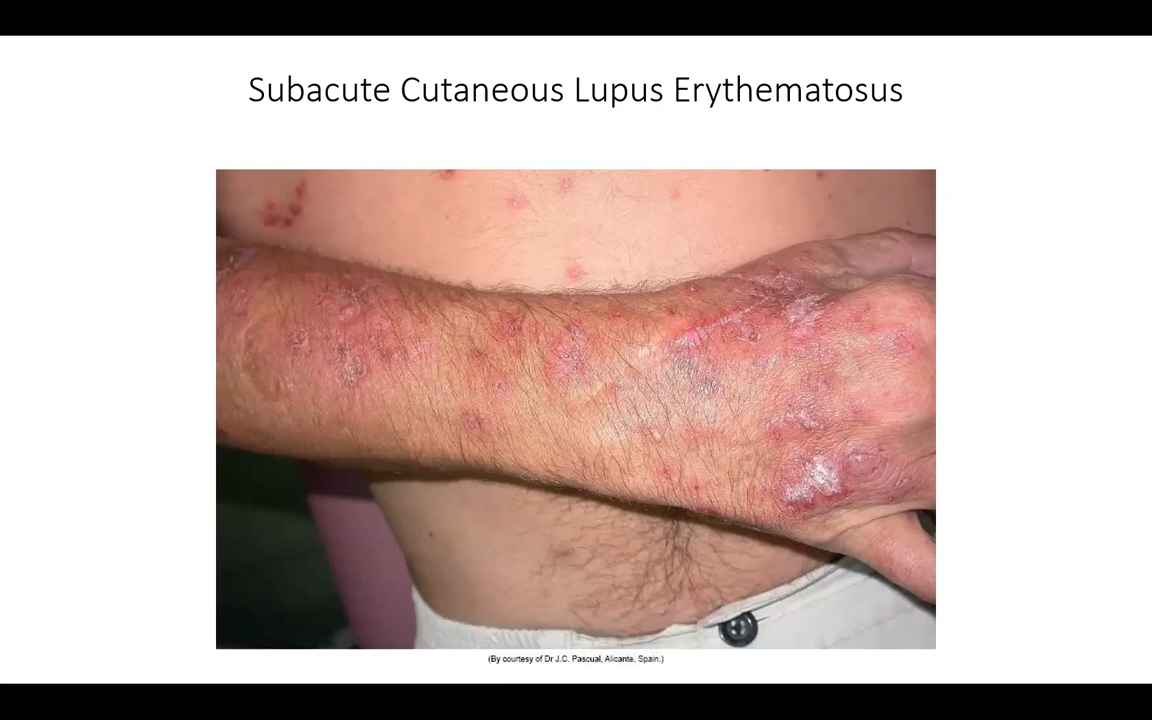 Subacute Cutaneous Lupus Erythematosus
(By courtesy of Dr J.C. Pascual, Alicante, Spain.)